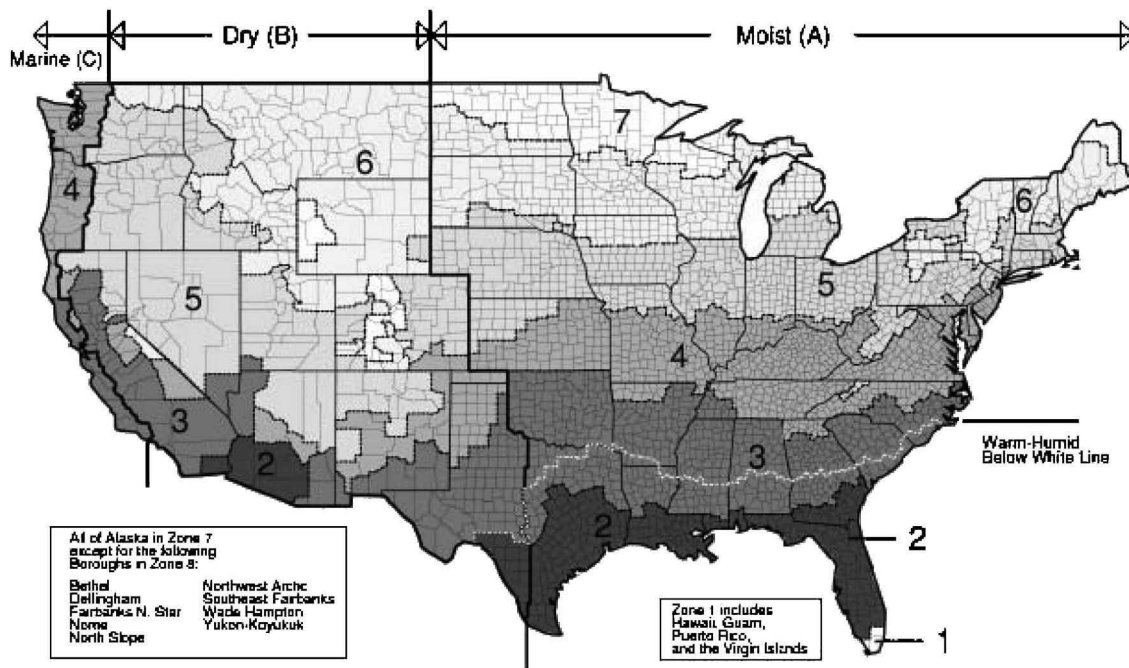 Marine (C)
Dry (B)
Moist (A)
7
6
4
6
5
5
4
3
3
2
2
2
1
Warm-Humid
Below White Line
All of Alaska in Zone 7
except for the following
Boroughs in Zone 8:
Bethel
Dellingham
Fairbanks N. Star
Nome
North Slope
Northwest Arctic
Southeast Fairbanks
Wade Hampton
Yukon-Koyukuk
Zone 1 includes
Hawaii, Guam,
Puerto Rico,
and the Virgin Islands